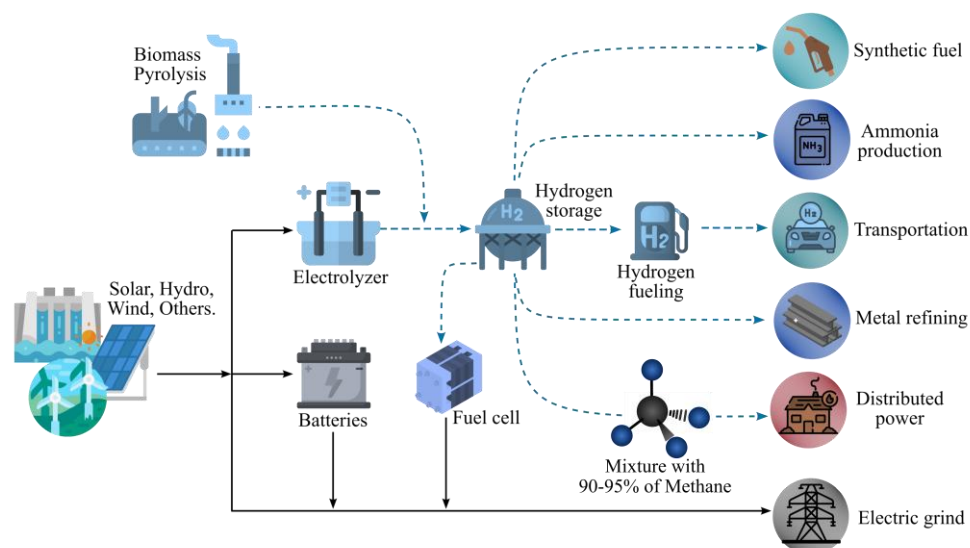 Biomass
Pyrolysis
Synthetic fuel
NH3
Ammonia
production
+
−
H2
Hydrogen
storage
H2
Hydrogen
fueling
H2
Transportation
Electrolyzer
Solar, Hydro,
Wind, Others.
Metal refining
+ −
Batteries
Fuel cell
Mixture with
90-95% of Methane
Distributed
power
Electric grind